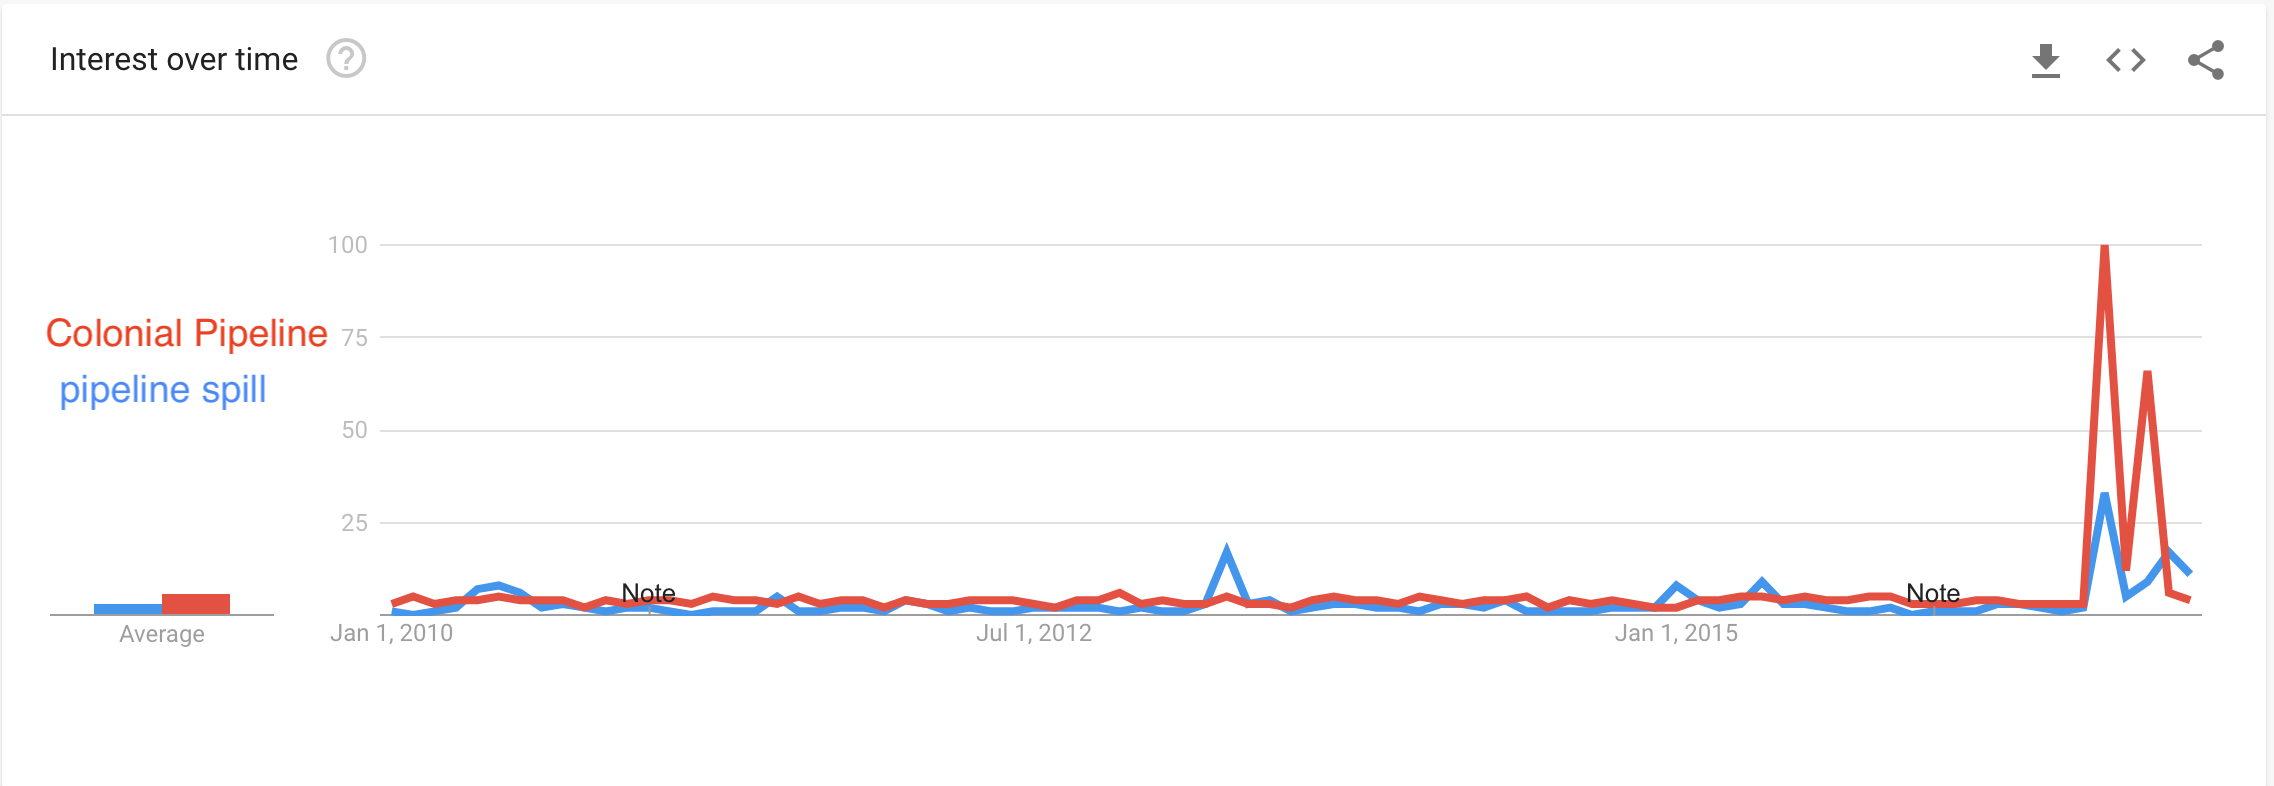 Interest over time ?
100
Colonial Pipeline 75
pipeline spill
50
25
Note Note
Average Jan 1, 2010 Jul 1, 2012 Jan 1, 2015